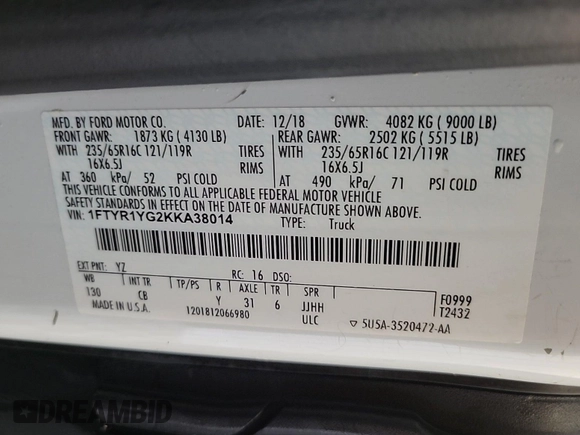 MFD. BY FORD MOTOR CO. DATE: 12/18 GVWR: 4082 KG ( 9000 LB)
FRONT GAWR: 1873 KG ( 4130 LB) REAR GAWR: 2502 KG ( 5515 LB)
WITH 235/65R16C 121/119R TIRES WITH 235/65R16C 121/119R TIRES
16X6.5J RIMS 16X6.5J RIMS
AT 360 kPa/ 52 PSI COLD AT 490 kPa/ 71 PSI COLD
THIS VEHICLE CONFORMS TO ALL APPLICABLE FEDERAL MOTOR VEHICLE
SAFETY STANDARDS IN EFFECT ON THE DATE OF MANUFACTURE SHOWN ABOVE.
VIN: 1FTYR1YG2KKA38014
TYPE: Truck
EXT PNT: YZ RC: 16 DSO:
WB INT TR TP/PS R AXLE TR SPR F0999
130 CB Y 31 6 JJHH T2432
MADE IN U.S.A. 1201812066980 ULC 5U5A-3520472-AA
DREAMBID